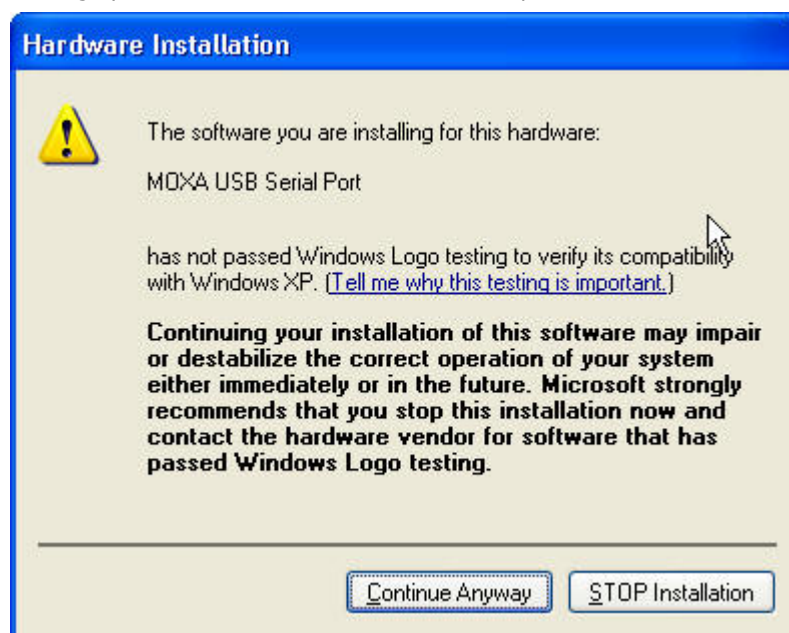 Hardware Installation
The software you are installing for this hardware:
MOXA USB Serial Port
has not passed Windows Logo testing to verify its compatibility
with Windows XP. (Tell me why this testing is important.)
Continuing your installation of this software may impair
or destabilize the correct operation of your system
either immediately or in the future. Microsoft strongly
recommends that you stop this installation now and
contact the hardware vendor for software that has
passed Windows Logo testing.
Continue Anyway
STOP Installation